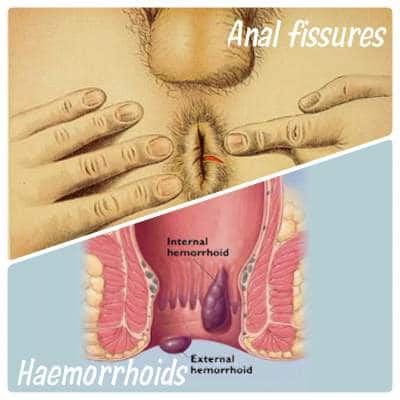 Anal fissures
Internal
hemorrhoid
External
hemorrhoid
Haemorrhoids